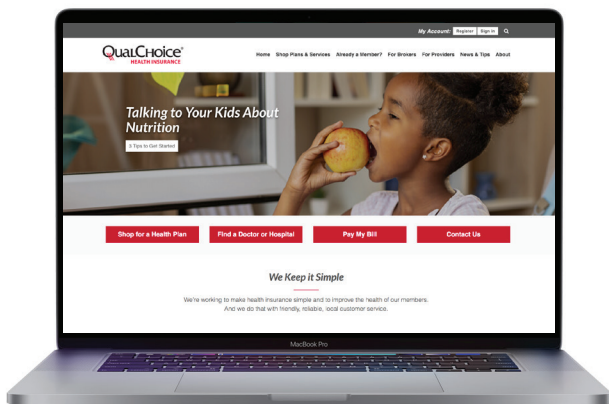 My Account: Register Sign In
QualChoice®
HEALTH INSURANCE
Home Shop Plans & Services Already a Member? For Brokers For Providers News & Tips About
Talking to Your Kids About
Nutrition
5 Tips to Get Started
Shop for a Health Plan Find a Doctor or Hospital Pay My Bill Contact Us
We Keep it Simple
We're working to make health insurance simple and to improve the health of our members.
And we do that with friendly, reliable, local customer service.
MacBook Pro